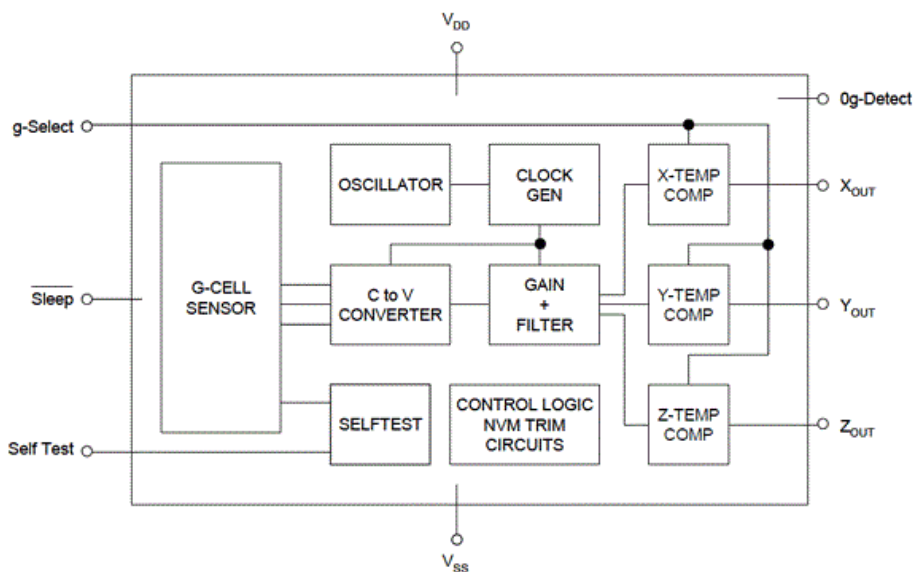 VDD
0g-Detect
g-Select
OSCILLATOR
CLOCK
GEN
X-TEMP
COMP
XOUT
G-CELL
SENSOR
Sleep
C to V
CONVERTER
GAIN
+
FILTER
Y-TEMP
COMP
YOUT
SELFTEST
CONTROL LOGIC
NVM TRIM
CIRCUITS
Z-TEMP
COMP
ZOUT
Self Test
VSS